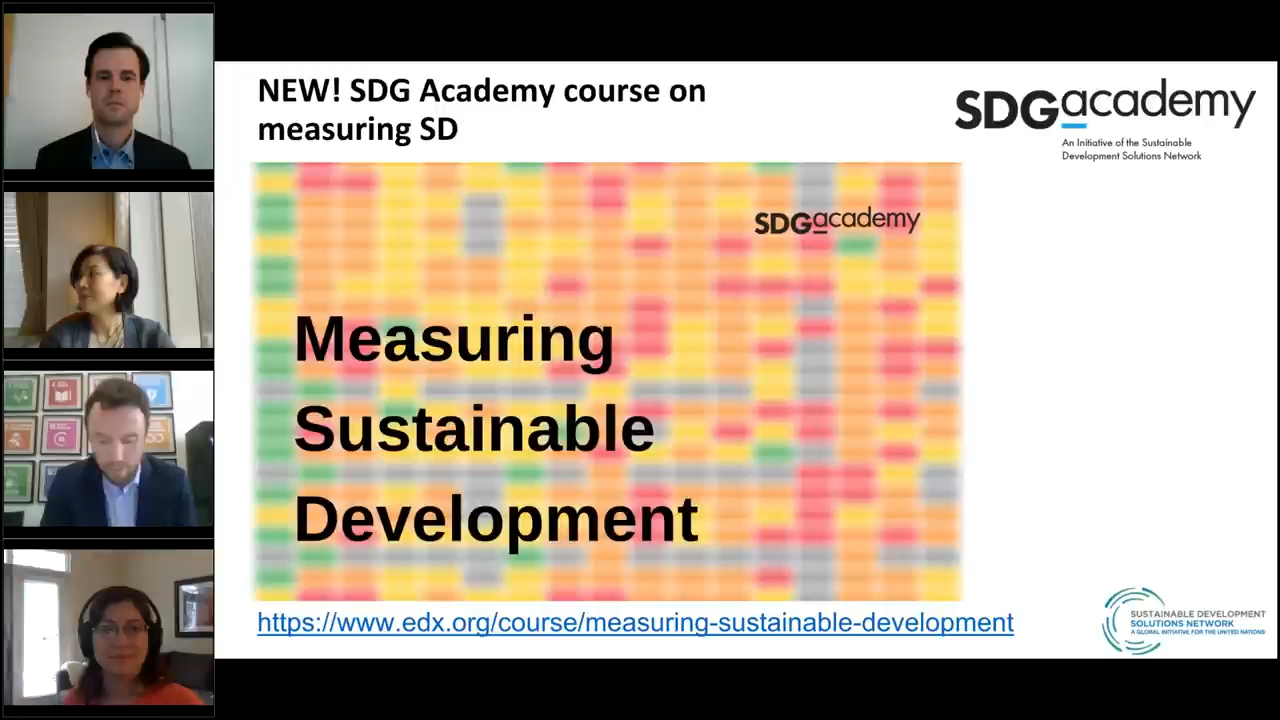 NEW! SDG Academy course on
measuring SD
SDGacademy
An Initiative of the Sustainable
Development Solutions Network
SDGacademy
Measuring
Sustainable
Development
https://www.edx.org/course/measuring-sustainable-development
SUSTAINABLE DEVELOPMENT
SOLUTIONS NETWORK
A GLOBAL INITIATIVE FOR THE UNITED NATIONS